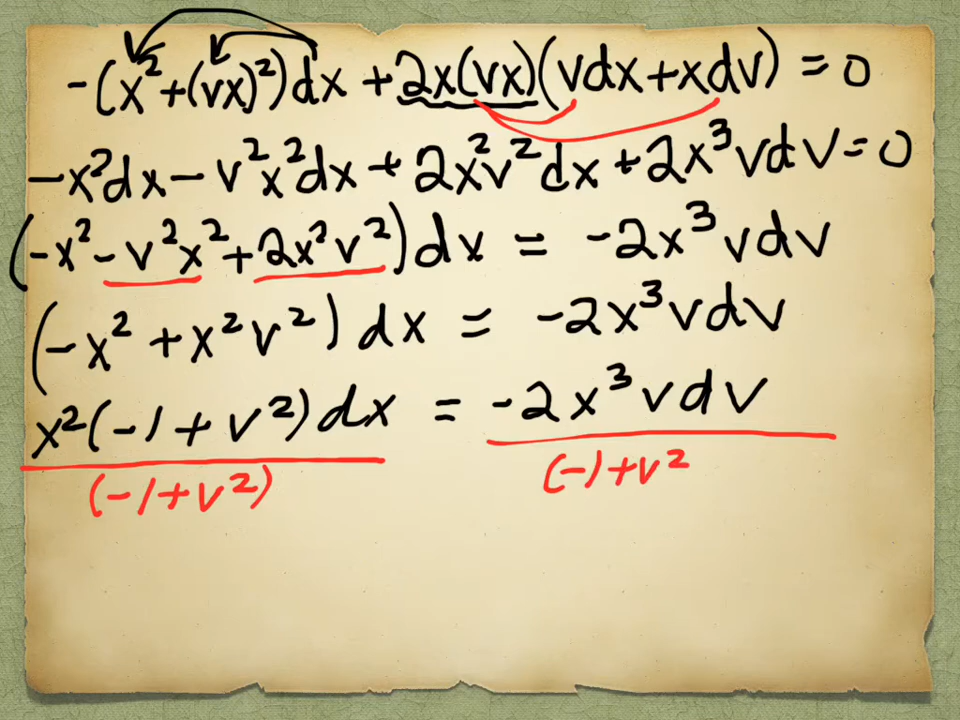 -(x²+(vx)²)dx + 2x(vx)(vdx+xdv) = 0
-x²dx - v²x²dx + 2x²v²dx + 2x³vdv = 0
(-x² - v²x² + 2x²v²)dx = -2x³vdv
(-x² + x²v²)dx = -2x³vdv
x²(-1+v²)dx = -2x³vdv
(-1+v²) (-1+v²